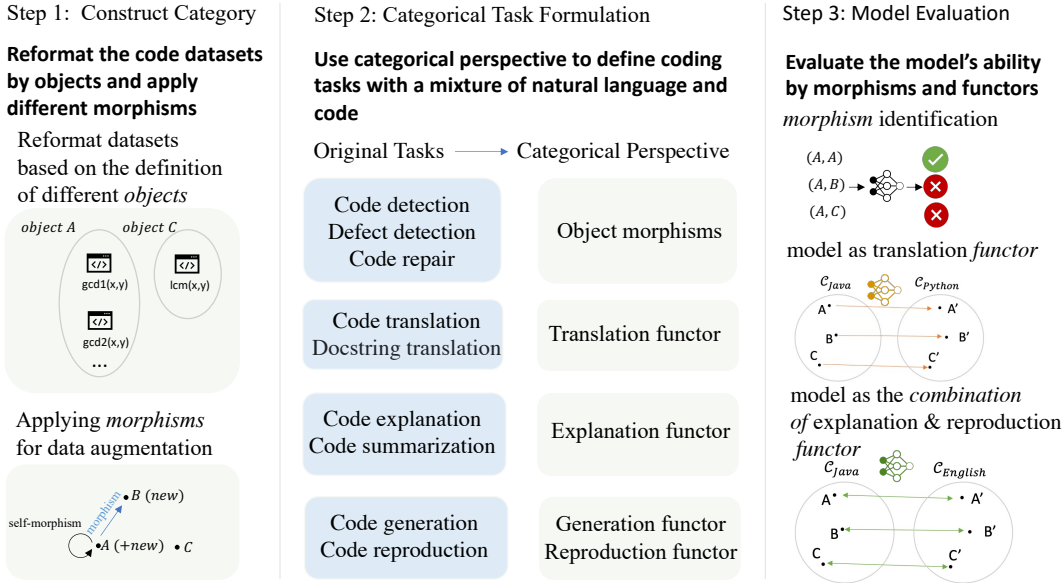 Step 1: Construct Category
Reformat the code datasets
by objects and apply
different morphisms
Reformat datasets
based on the definition
of different objects
object A
object C
</>
gcd1(x,y)
</>
lcm(x,y)
</>
gcd2(x,y)
...
Applying morphisms
for data augmentation
morphism
B (new)
self-morphism
A (+new)
C
Step 2: Categorical Task Formulation
Use categorical perspective to define coding
tasks with a mixture of natural language and
code
Original Tasks
Categorical Perspective
Code detection
Defect detection
Code repair
Object morphisms
Code translation
Docstring translation
Translation functor
Code explanation
Code summarization
Explanation functor
Code generation
Code reproduction
Generation functor
Reproduction functor
Step 3: Model Evaluation
Evaluate the model's ability
by morphisms and functors
morphism identification
(A, A)
(A, B)
(A, C)
model as translation functor
𝒞Java
𝒞Python
A
A'
B
B'
C
C'
model as the combination
of explanation & reproduction
functor
𝒞Java
𝒞English
A
A'
B
B'
C
C'